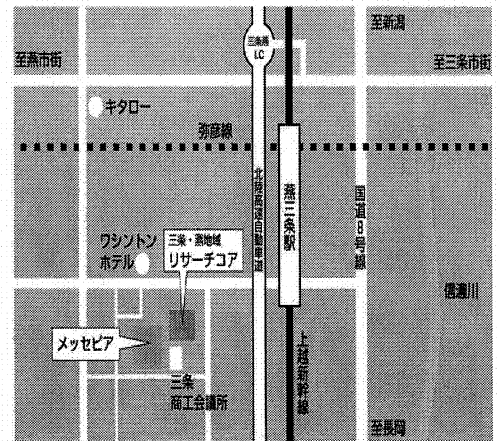 至新潟
三条燕
I.C
至燕市街
至三条市街
キタロー
弥彦線
北陸高速自動車道
燕三条駅
国道8号線
ワシントン
ホテル
三条・燕地域
リサーチコア
信濃川
メッセピア
上越新幹線
三条
商工会議所
至長岡